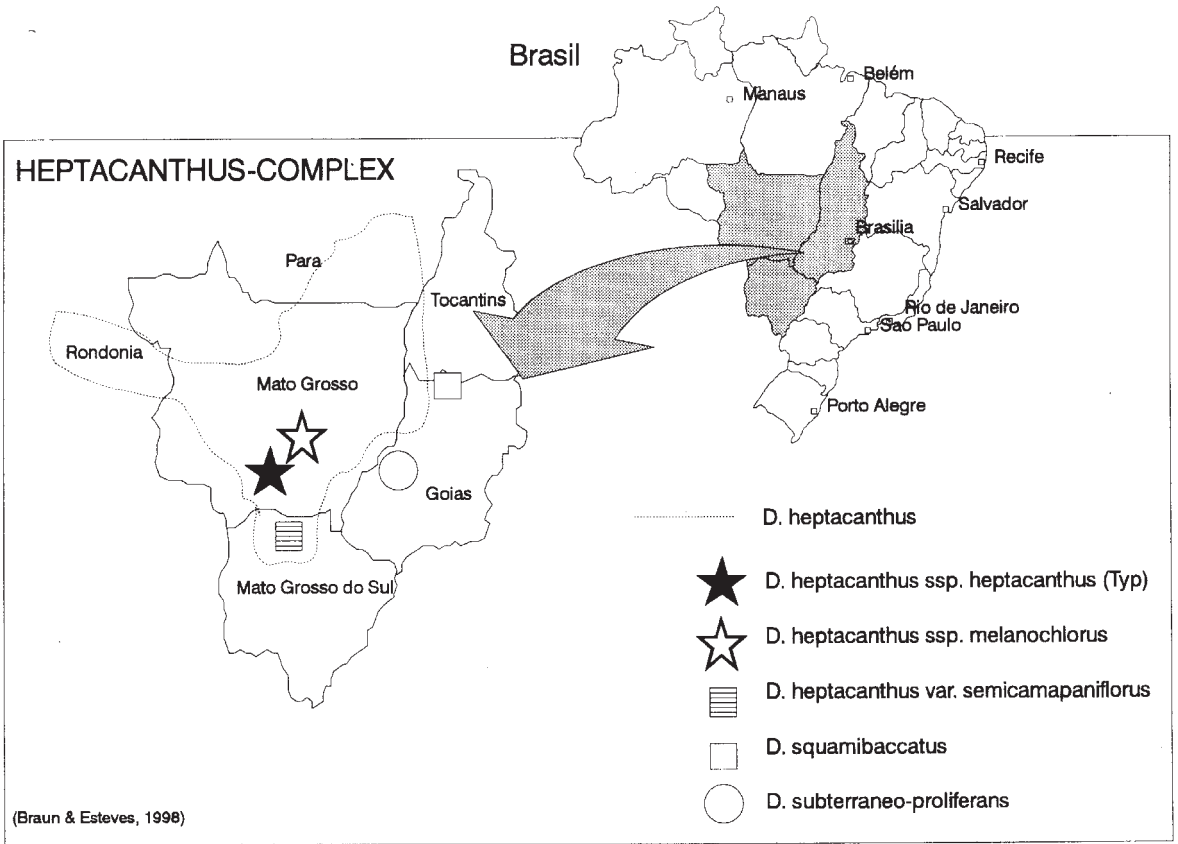 Brasil
Belém
Manaus
HEPTACANTHUS-COMPLEX
Recife
Salvador
Brasilia
Para
Tocantins
Rio de Janeiro
Sao Paulo
Rondonia
Mato Grosso
Porto Alegre
Goias
D. heptacanthus
Mato Grosso do Sul
D. heptacanthus ssp. heptacanthus (Typ)
D. heptacanthus ssp. melanochlorus
D. heptacanthus var. semicamapaniflorus
D. squamibaccatus
D. subterraneo-proliferans
(Braun & Esteves, 1998)